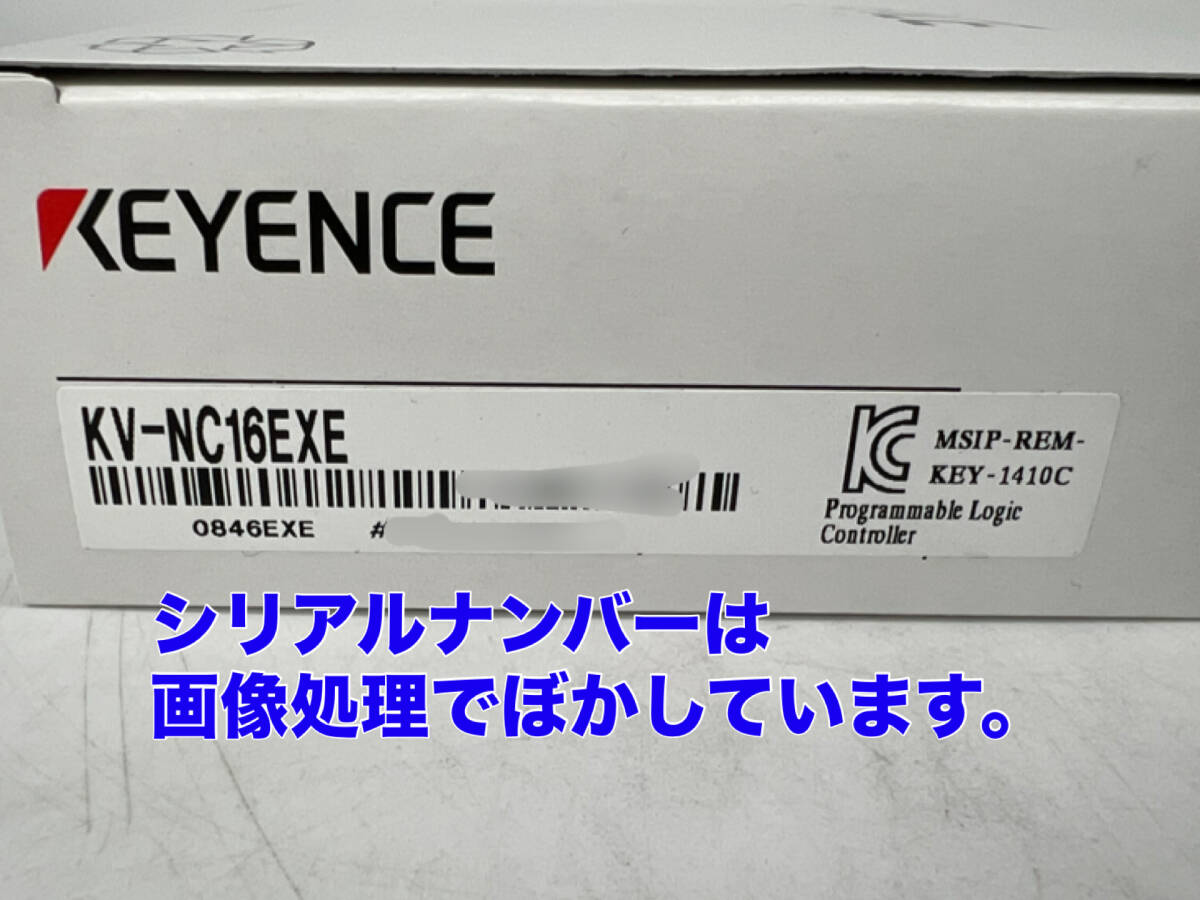 KEYENCE
KV-NC16EXE
MSIP-REM-
KEY-1410C
Programmable Logic
Controller
0846EXE #
シリアルナンバーは
画像処理でぼかしています。